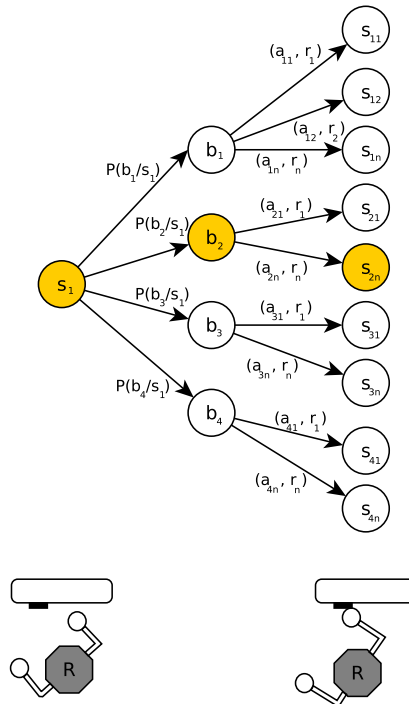 s11
(a11, r1)
s12
(a12, r2)
b1
s1n
(a1n, rn)
P(b1/s1)
s21
(a21, r1)
P(b2/s1)
b2
(a2n, rn)
s2n
s1
P(b3/s1)
(a31, r1)
b3
s31
(a3n, rn)
s3n
P(b4/s1)
b4
(a41, r1)
s41
(a4n, rn)
s4n
R
R